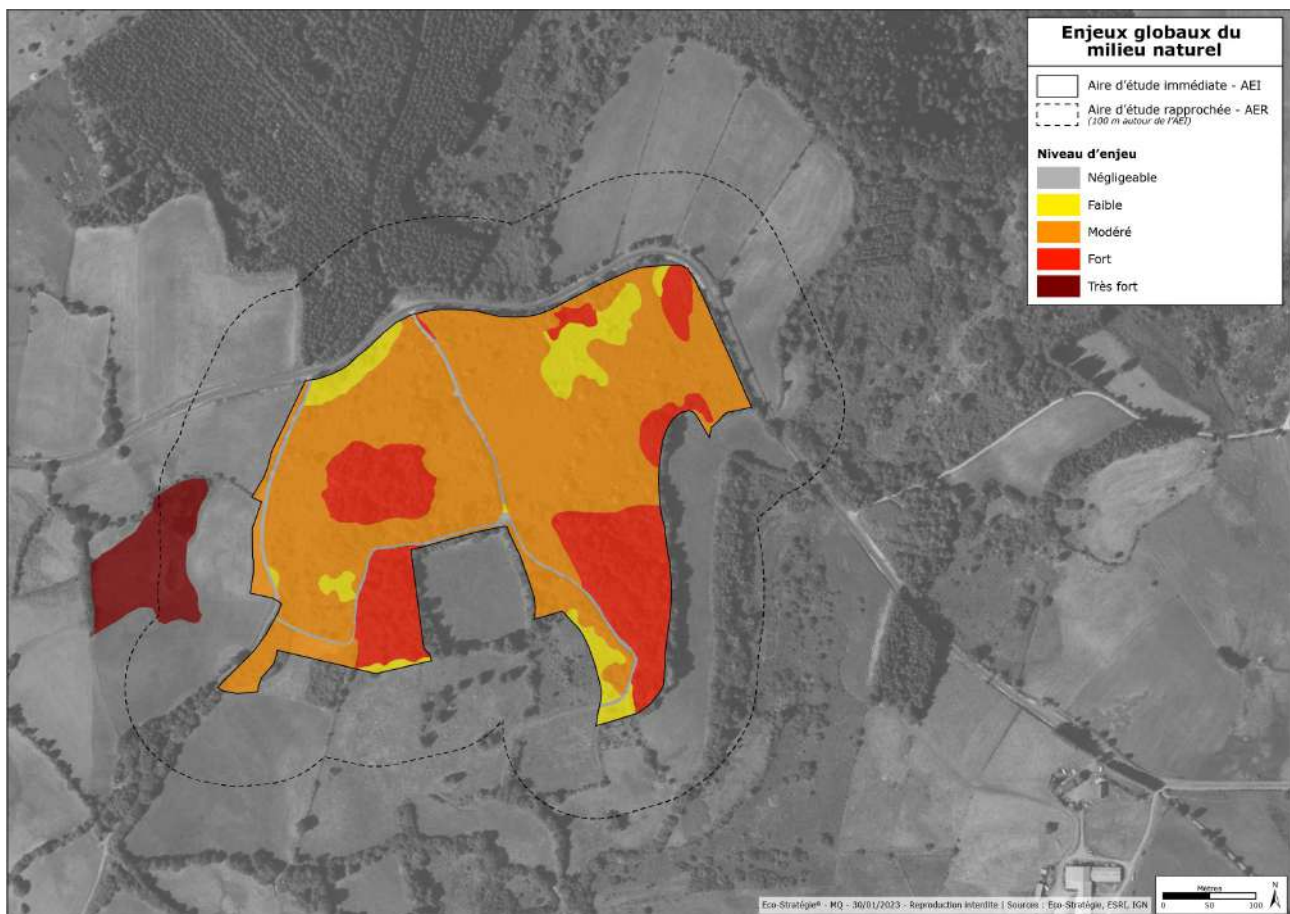 Enjeux globaux du
milieu naturel
Aire d'étude immédiate - AEI
Aire d'étude rapprochée - AER
(100 m autour de l'AEI)
Niveau d'enjeu
Négligeable
Faible
Modéré
Fort
Très fort
Eco-Stratégie® - MQ - 30/01/2023 - Reproduction interdite | Sources : Eco-Stratégie, ESRI, IGN
Mètres
N
0 50 100